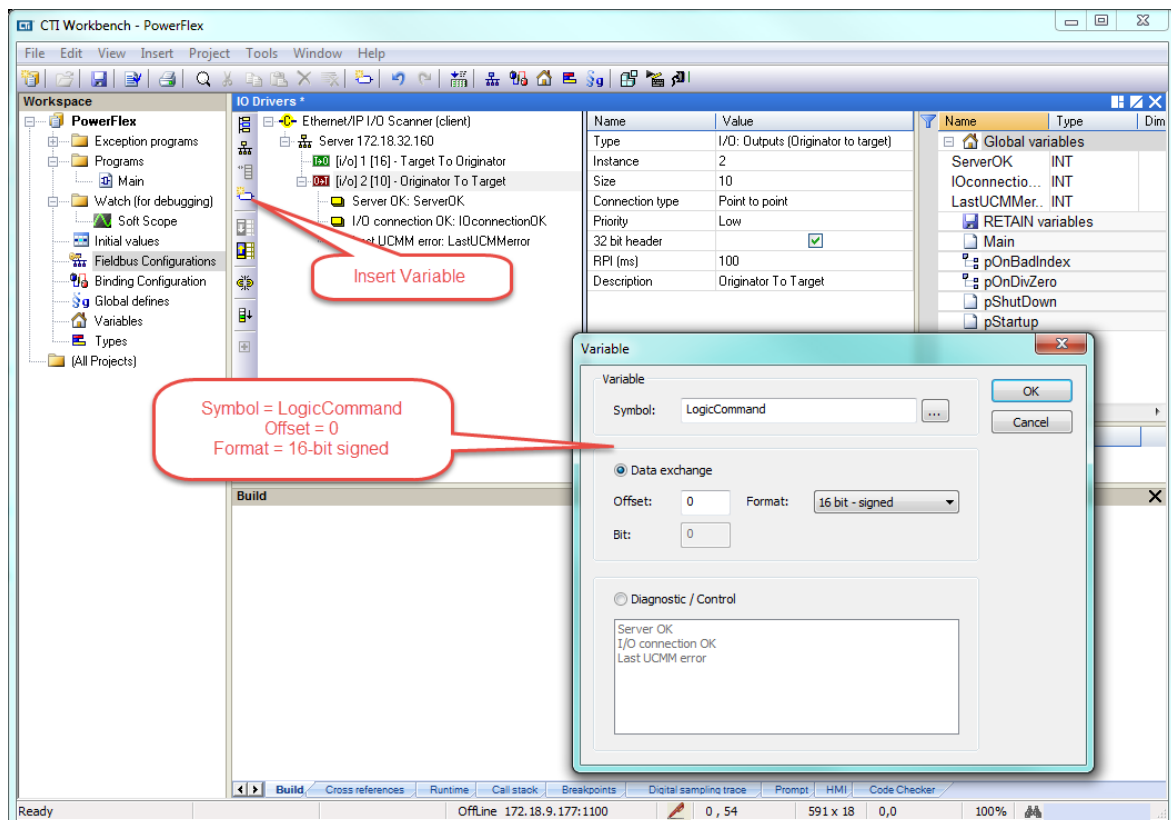 CTI Workbench - PowerFlex
File Edit View Insert Project Tools Window Help
Workspace
PowerFlex
Exception programs
Programs
Main
Watch (for debugging)
Soft Scope
Initial values
Fieldbus Configurations
Binding Configuration
Global defines
Variables
Types
(All Projects)
IO Drivers *
Ethernet/IP I/O Scanner (client)
Server 172.18.32.160
[i/o] 1 [16] - Target To Originator
[i/o] 2 [10] - Originator To Target
Server OK: ServerOK
I/O connection OK: IOconnectionOK
UCMM error: LastUCMMerror
Insert Variable
Name Value
Type I/O: Outputs (Originator to target)
Instance 2
Size 10
Connection type Point to point
Priority Low
32 bit header
RPI (ms) 100
Description Originator To Target
Name Type Dim
Global variables
ServerOK INT
IOconnectio... INT
LastUCMMer.. INT
RETAIN variables
Main
pOnBadIndex
pOnDivZero
pShutDown
pStartup
Symbol = LogicCommand
Offset = 0
Format = 16-bit signed
Variable
Variable
Symbol: LogicCommand ...
OK
Cancel
Data exchange
Offset: 0 Format: 16 bit - signed
Bit: 0
Diagnostic / Control
Server OK
I/O connection OK
Last UCMM error
Build
Build Cross references Runtime Call stack Breakpoints Digital sampling trace Prompt HMI Code Checker
Ready OffLine 172.18.9.177:1100 0 , 54 591 x 18 0,0 100%